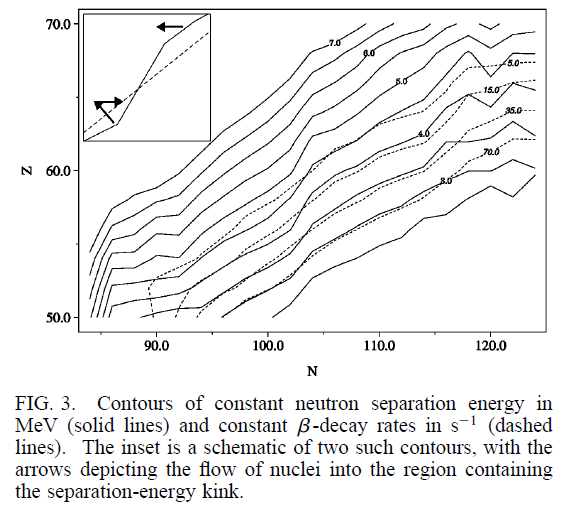 70.0
7.0
6.0
5.0
5.0
15.0
Z
4.0
35.0
60.0
70.0
3.0
50.0
90.0
100.0
110.0
120.0
N
FIG. 3. Contours of constant neutron separation energy in
MeV (solid lines) and constant β-decay rates in s−1 (dashed
lines). The inset is a schematic of two such contours, with the
arrows depicting the flow of nuclei into the region containing
the separation-energy kink.